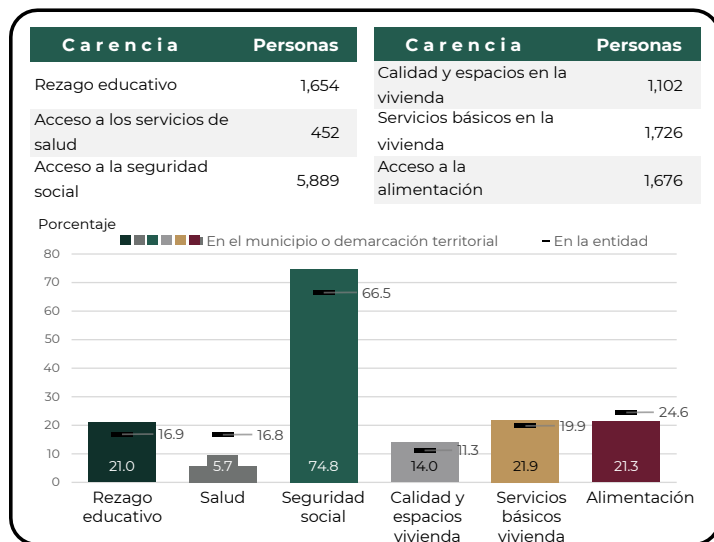 Carencia Personas
Rezago educativo 1,654
Acceso a los servicios de
salud 452
Acceso a la seguridad
social 5,889
Carencia Personas
Calidad y espacios en la
vivienda 1,102
Servicios básicos en la
vivienda 1,726
Acceso a la
alimentación 1,676
Porcentaje
En el municipio o demarcación territorial En la entidad
80
70
60
50
40
30
20
10
0
16.9
16.8
66.5
11.3
19.9
24.6
21.0
5.7
74.8
14.0
21.9
21.3
Rezago
educativo
Salud
Seguridad
social
Calidad y
espacios
vivienda
Servicios
básicos
vivienda
Alimentación